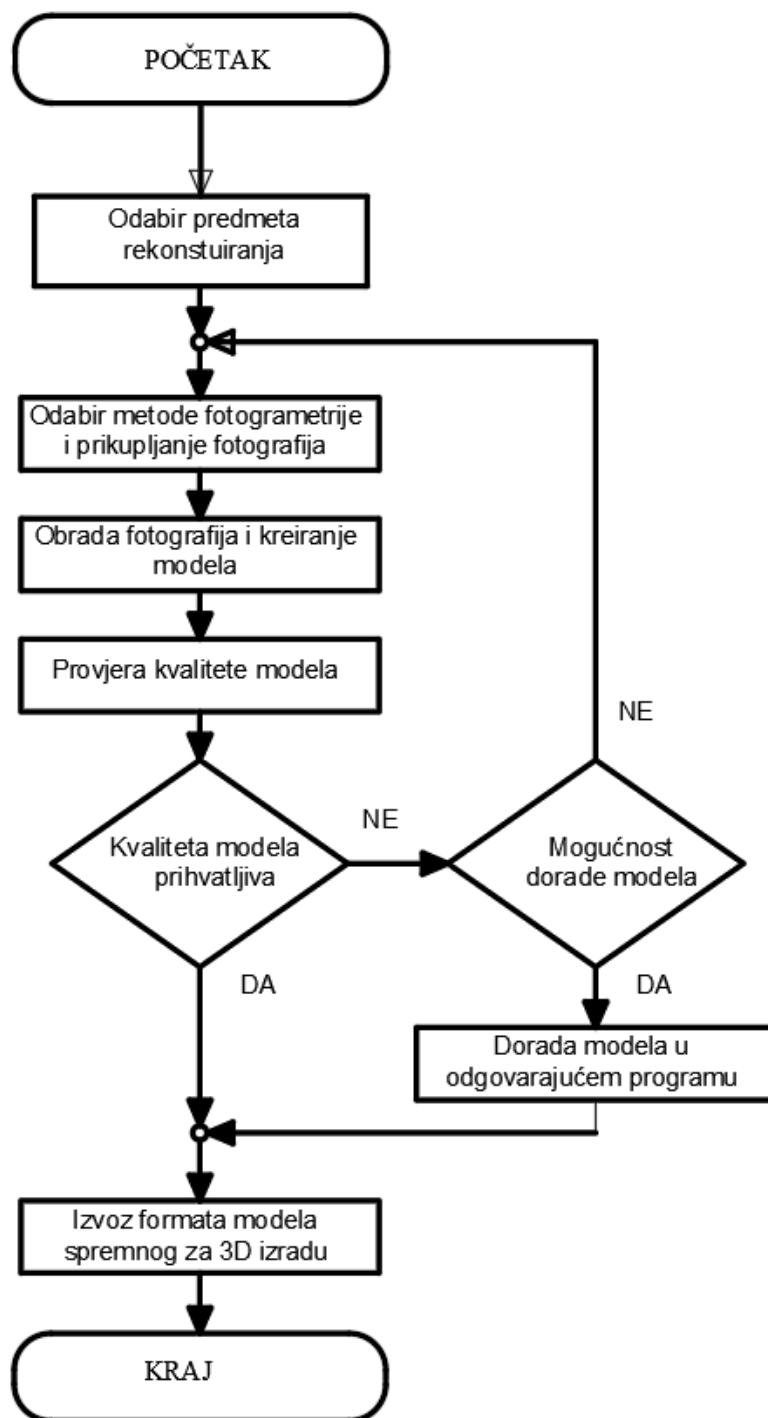 POČETAK
Odabir predmeta
rekonstuiranja
Odabir metode fotogrametrije
i prikupljanje fotografija
Obrada fotografija i kreiranje
modela
Provjera kvalitete modela
NE
Kvaliteta modela
prihvatljiva
NE
Mogućnost
dorade modela
DA
DA
Dorada modela u
odgovarajućem programu
Izvoz formata modela
spremnog za 3D izradu
KRAJ